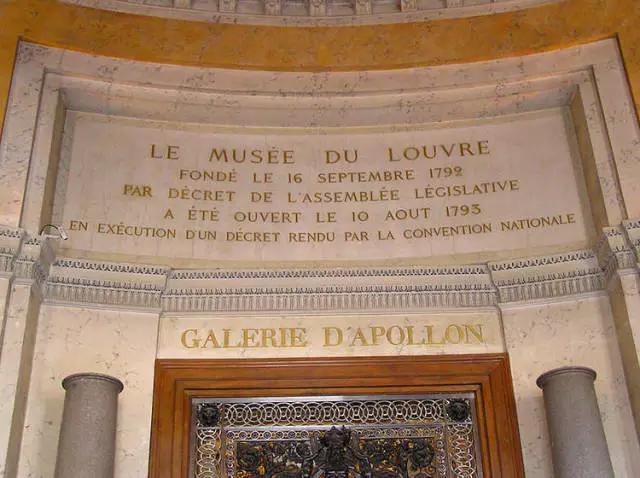 LE MUSÉE DU LOUVRE
FONDÉ LE 16 SEPTEMBRE 1792
PAR DÉCRET DE L'ASSEMBLÉE LÉGISLATIVE
A ÉTÉ OUVERT LE 10 AOUT 1793
EN EXÉCUTION D'UN DÉCRET RENDU PAR LA CONVENTION NATIONALE
GALERIE D'APOLLON